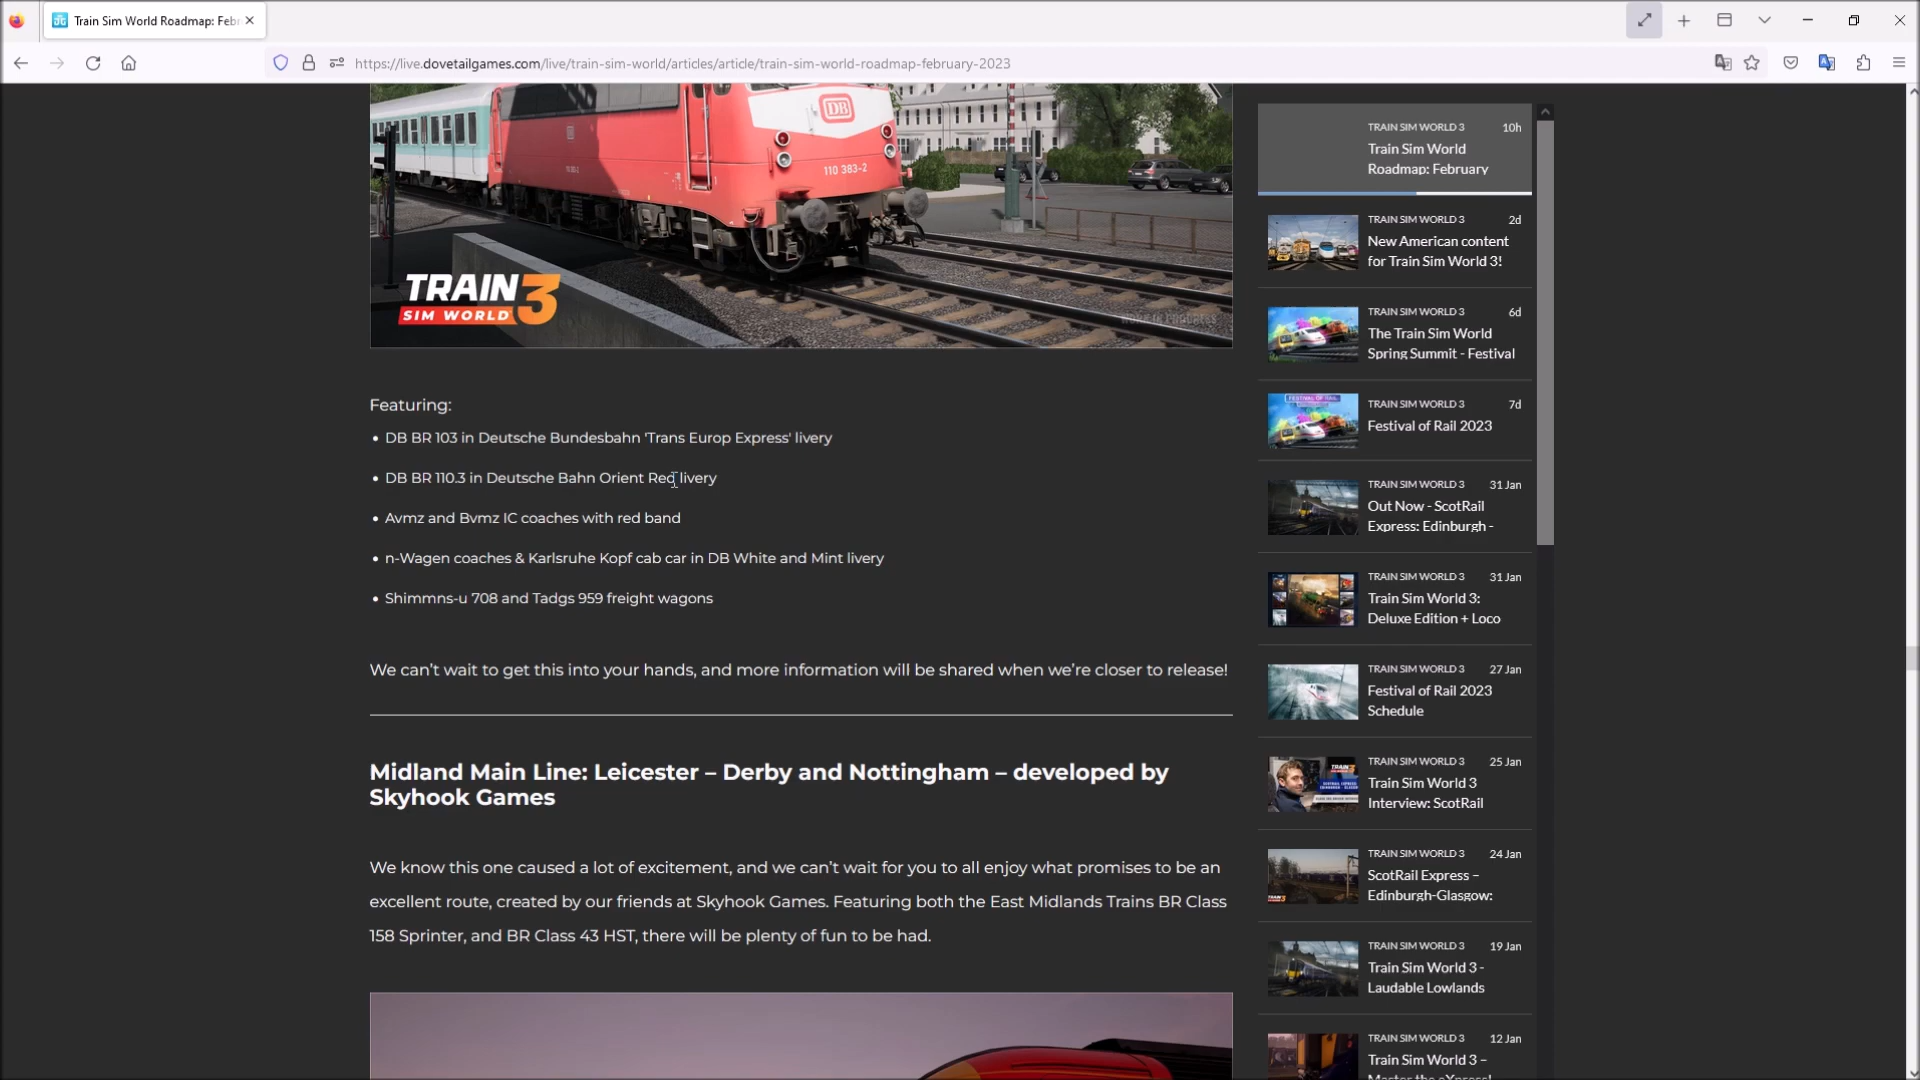 Train Sim World Roadmap: Febr
https://live.dovetailgames.com/live/train-sim-world/articles/article/train-sim-world-roadmap-february-2023
DB
110 383-2
TRAIN 3
SIM WORLD
WORK IN PROGRESS
Featuring:
• DB BR 103 in Deutsche Bundesbahn 'Trans Europ Express' livery
• DB BR 110.3 in Deutsche Bahn Orient Red livery
• Avmz and Bvmz IC coaches with red band
• n-Wagen coaches & Karlsruhe Kopf cab car in DB White and Mint livery
• Shimmns-u 708 and Tadgs 959 freight wagons
We can’t wait to get this into your hands, and more information will be shared when we’re closer to release!
Midland Main Line: Leicester – Derby and Nottingham – developed by
Skyhook Games
We know this one caused a lot of excitement, and we can’t wait for you to all enjoy what promises to be an
excellent route, created by our friends at Skyhook Games. Featuring both the East Midlands Trains BR Class
158 Sprinter, and BR Class 43 HST, there will be plenty of fun to be had.
TRAIN SIM WORLD 3 10h
Train Sim World
Roadmap: February
TRAIN SIM WORLD 3 2d
New American content
for Train Sim World 3!
TRAIN SIM WORLD 3 6d
The Train Sim World
Spring Summit - Festival
TRAIN SIM WORLD 3 7d
Festival of Rail 2023
TRAIN SIM WORLD 3 31 Jan
Out Now - ScotRail
Express: Edinburgh -
TRAIN SIM WORLD 3 31 Jan
Train Sim World 3:
Deluxe Edition + Loco
TRAIN SIM WORLD 3 27 Jan
Festival of Rail 2023
Schedule
TRAIN SIM WORLD 3 25 Jan
Train Sim World 3
Interview: ScotRail
TRAIN SIM WORLD 3 24 Jan
ScotRail Express –
Edinburgh-Glasgow:
TRAIN SIM WORLD 3 19 Jan
Train Sim World 3 -
Laudable Lowlands
TRAIN SIM WORLD 3 12 Jan
Train Sim World 3 –